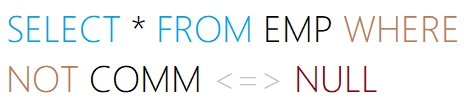 SELECT * FROM EMP WHERE
NOT COMM <=> NULL